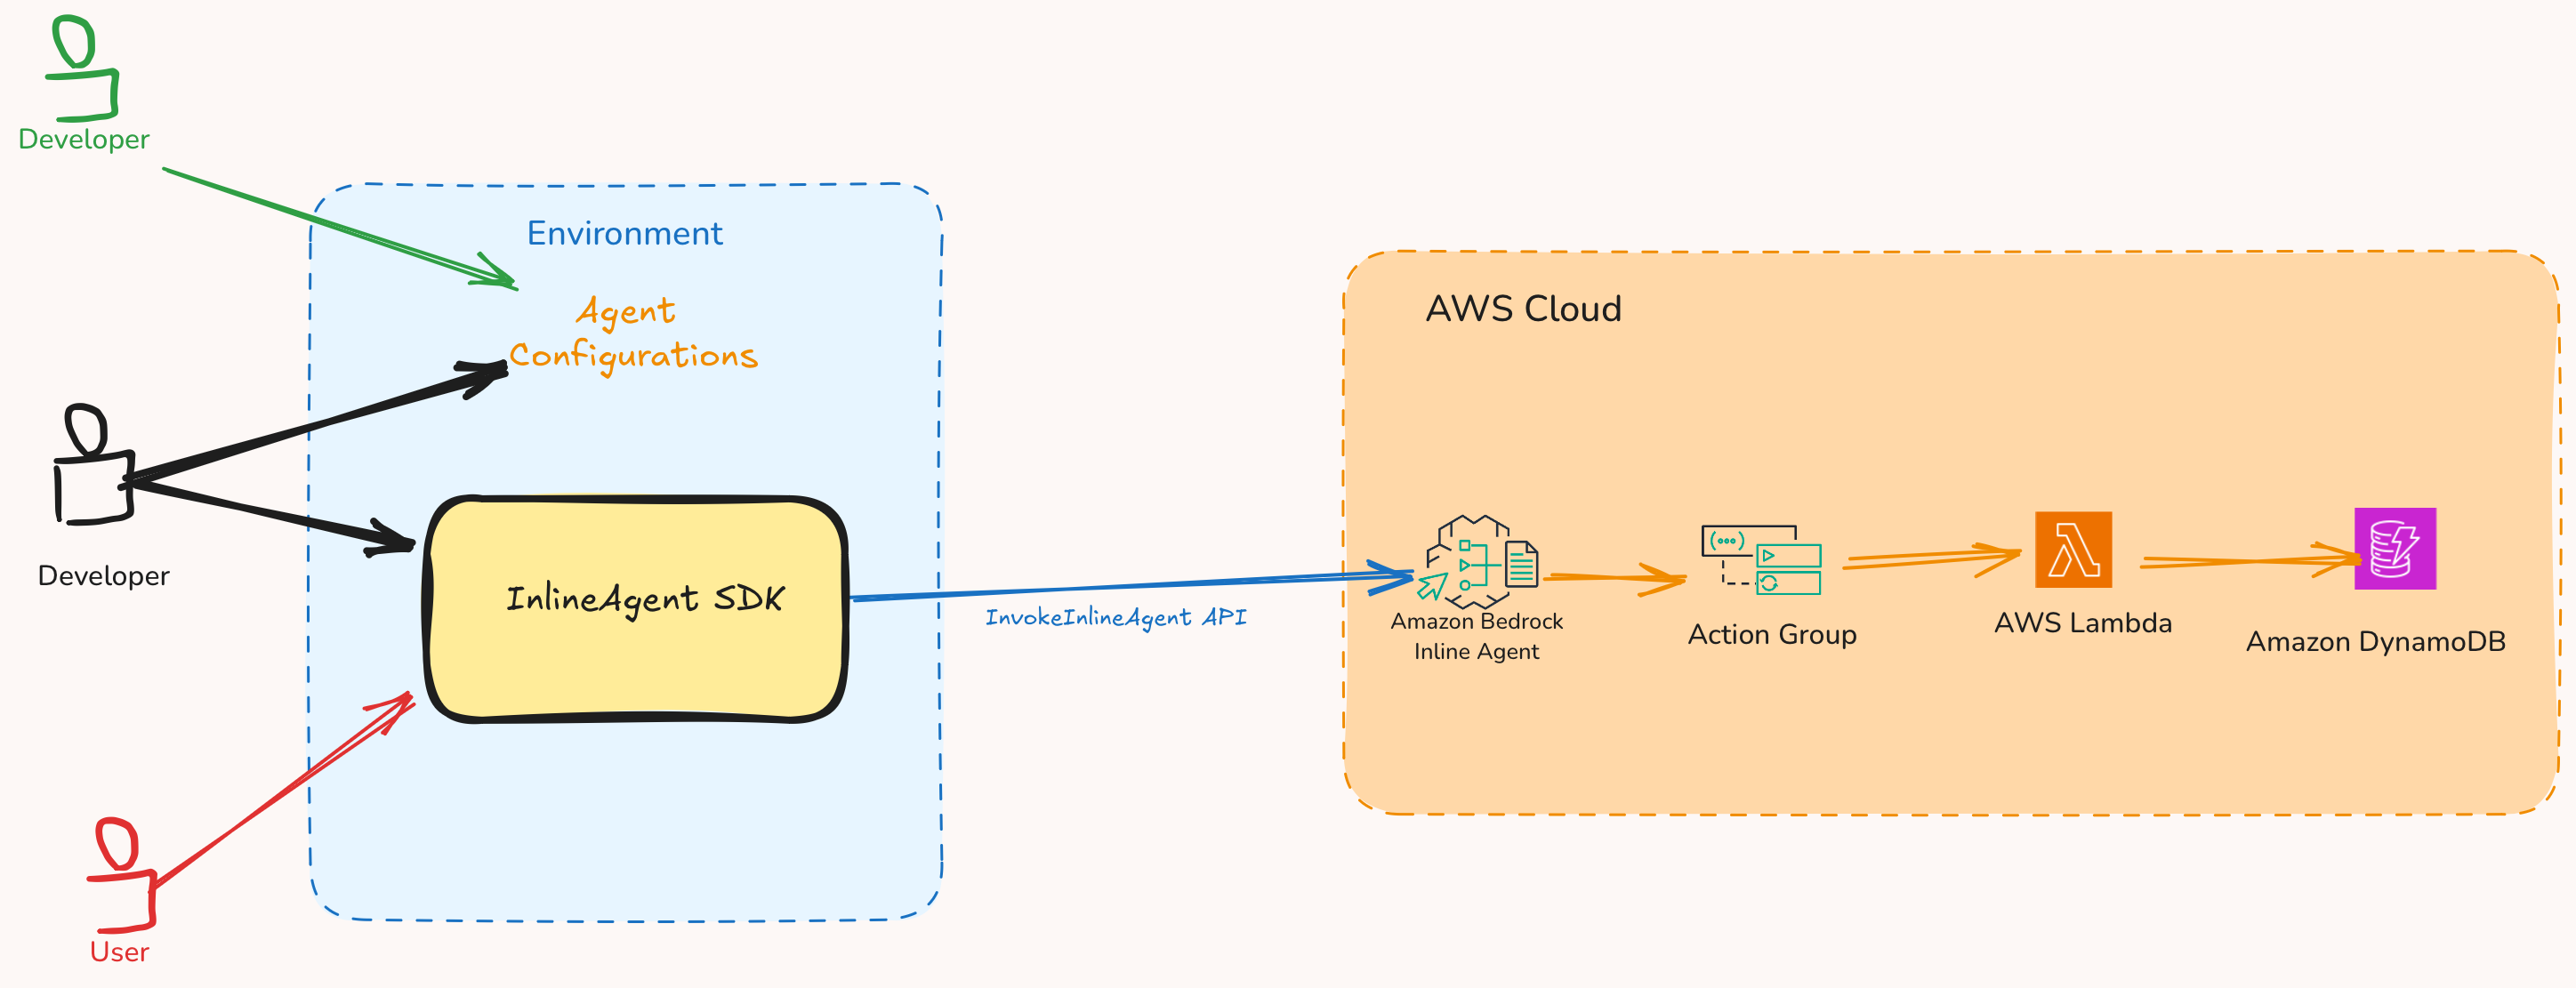 Developer
Environment
Agent
Configurations
AWS Cloud
Developer
InlineAgent SDK
InvokeInlineAgent API
Amazon Bedrock
Inline Agent
Action Group
AWS Lambda
Amazon DynamoDB
User